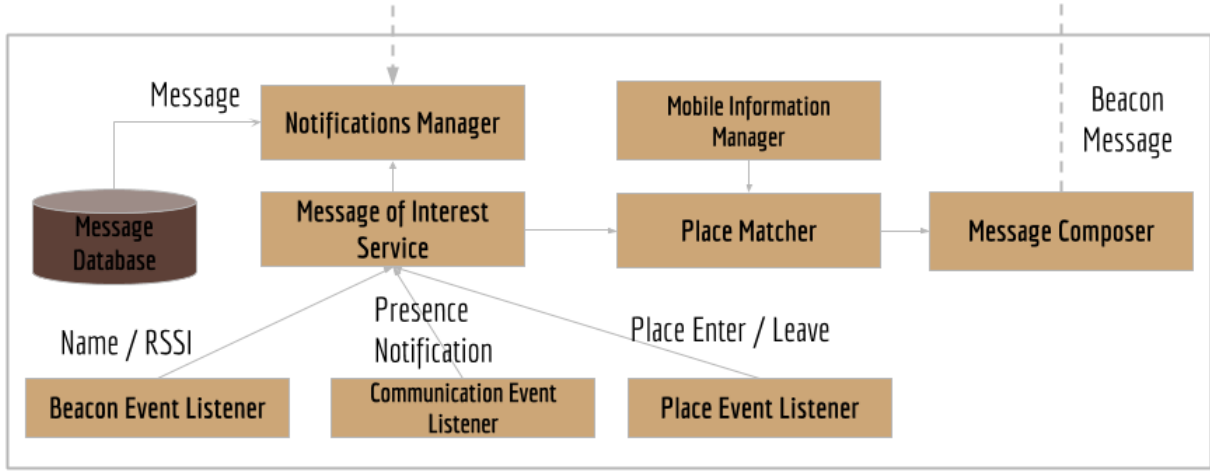 Message
Notifications Manager
Mobile Information
Manager
Beacon
Message
Message
Database
Message of Interest
Service
Place Matcher
Message Composer
Name / RSSI
Presence
Notification
Place Enter / Leave
Beacon Event Listener
Communication Event
Listener
Place Event Listener